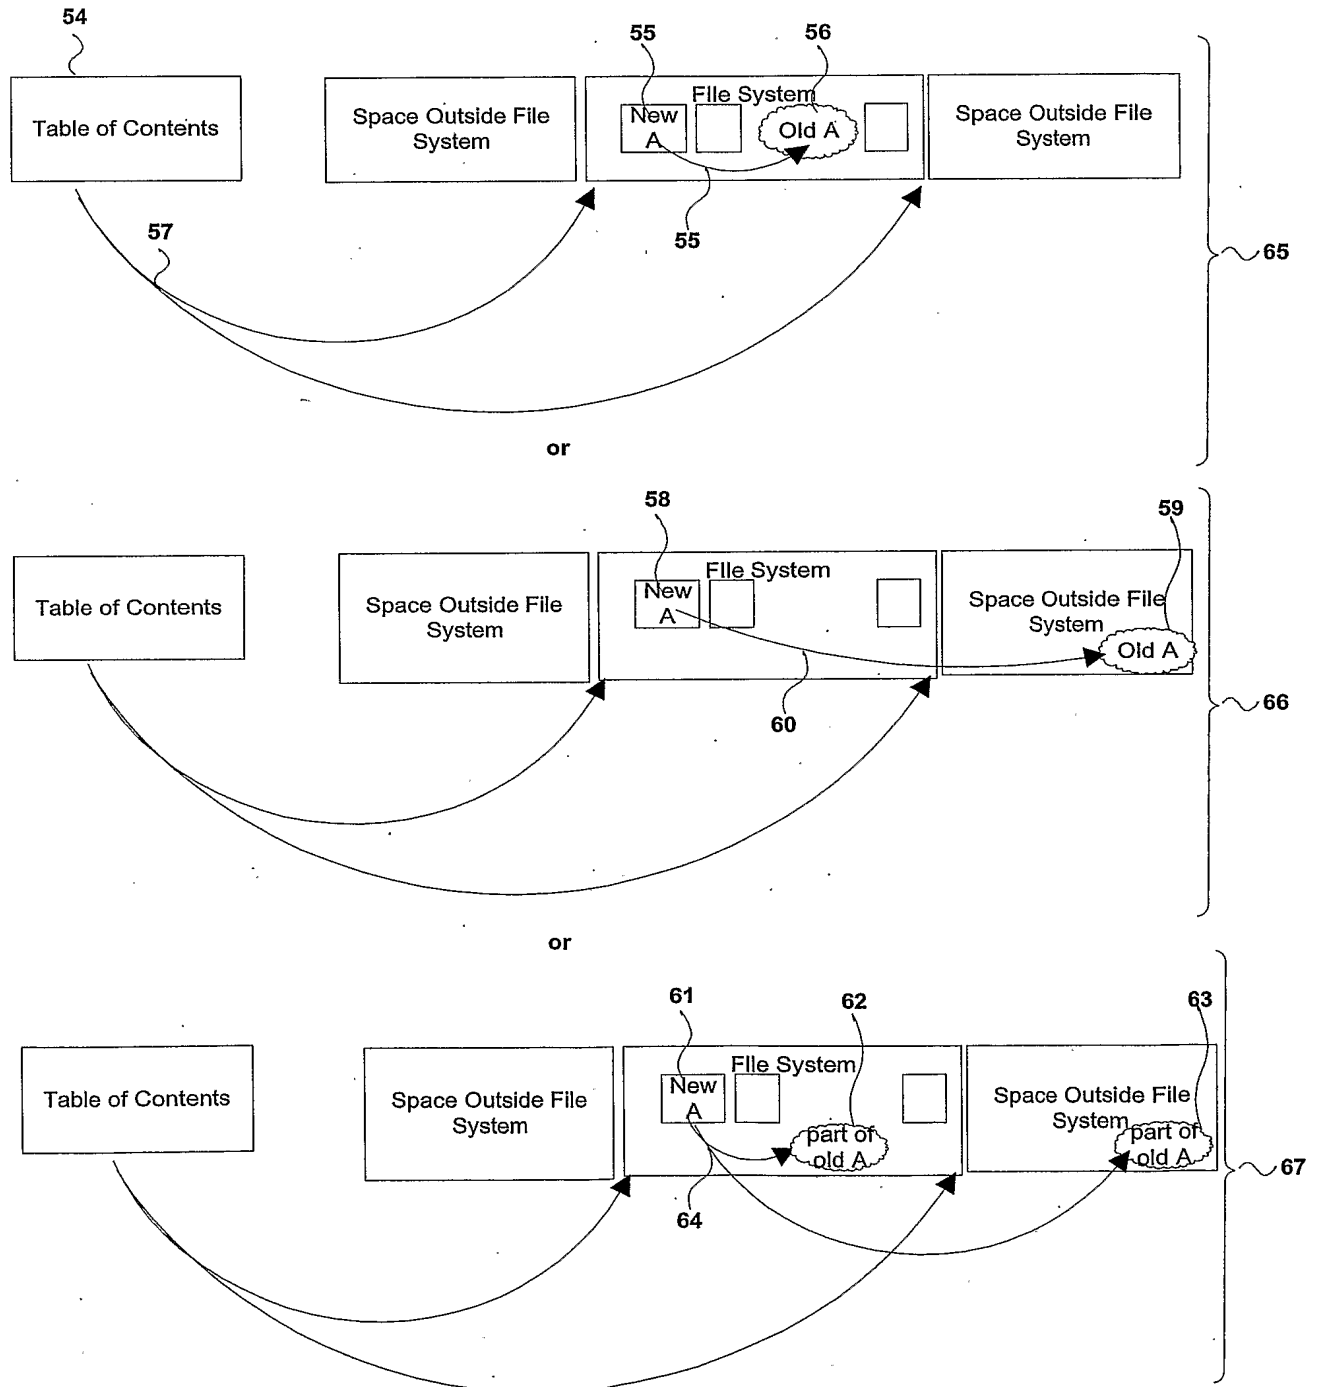 54
55
56
Table of Contents
Space Outside File
System
FIle System
New
A
Old A
Space Outside File
System
57
55
65
or
58
59
Table of Contents
Space Outside File
System
FIle System
New
A
Space Outside File
System
Old A
60
66
or
61
62
63
Table of Contents
Space Outside File
System
FIle System
New
A
part of
old A
Space Outside File
System
part of
old A
64
67